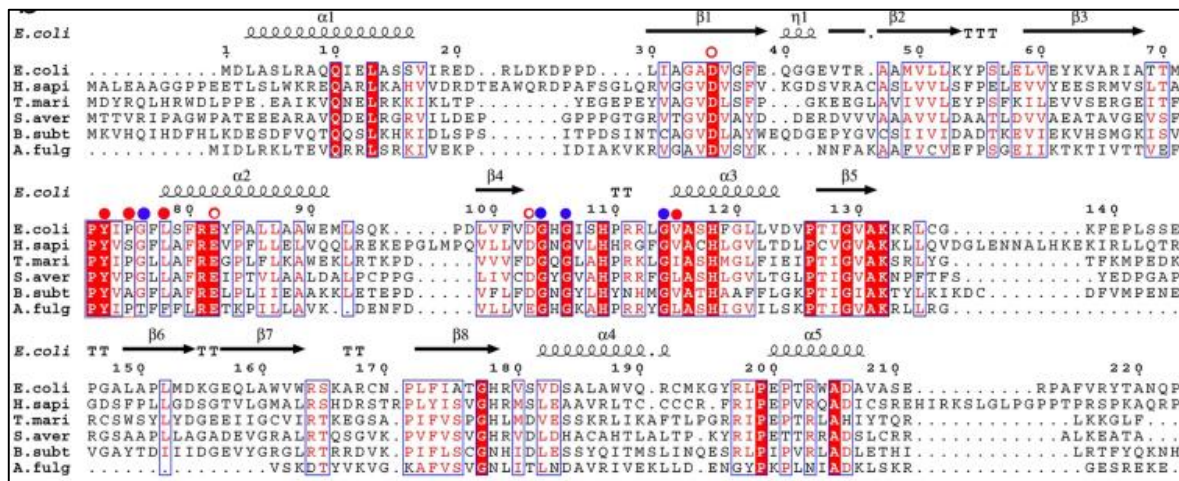 α1 β1 η1 β2 β3
E.coli . TTT
1 10 20 30 40 50 60 70
E.coli ...........MDLASLRAQQIELASSVIRED.RLDKDPPD....LIAGADVGFE.QGGEVTR.AAMVLLKYPSLELVEYKVARIATTM
H.sapi MALEAAGGPPEETLSLWKREQARLKAHVVDRDTEAWQRDPAFSGLQRVGGVDVSFV.KGDSVRACASLVVLSFPELEVVYEESRMVSLTA
T.mari ....MDYRQLHRWDLPPE.EAIKVQNELRKKIKLTP.....YEGEPEYVAGVDLSFP...GKEEGLAVIVVLEYPSFKILEVVSERGEITF
S.aver ..MTTVRIPAGWPATEEEARAVQDELRGRVILDEP.....GPPPGTGRVTGVDVAYD...DERDVVVAAAVVLDAATLDVVAEATAVGEVSF
B.subt .MKVHQIHDFHLKDESDFVQTQQSLKHKIDLSPS.....ITPDSINTCAGVDLAYWEQDGEPYGVCSIIVIDADTKEVIEKVHSMGKISV
A.fulg ..........MIDLRKLTEVQRRLSRKIVEKP.......IDIAKVKRVGAVDVSYK....NNFAKAAFVCVEFPSGEIIKTKTIVTTVEF
α2 β4 α3 β5
E.coli TT
80 90 100 110 120 130 140
E.coli PYIPGFLSFREYPALLAAWEMLSQK....PDLVFVDGHGISHPRRLGVASHFGLLVDVPTIGVAKKRLCG........KFEPLSSE
H.sapi PYVSGFLAFREVPFLLELVQQLREKEPGLMPQVLLVDGNGVLHHRGFGVACHLGVLTDLPCVGVAKKLLQVDGLENNALHKEKIRLLQTR
T.mari PYIPGLLAFREGPLFLKAWEKLRTKPD....VVVFDGQGLAHPRKLGIASHMGLFIEIPTIGVAKSRLYG........TFKMPEDK
S.aver PYVPGLLAFREIPTVLAALDALPCPPG....LIVCDGYGVAHPRRFGLASHLGVLTGLPTIGVAKNPFTFS.......YEDPGAP
B.subt PYVAGFLAFRELPLIIEAAKKLETEPD....VFLFDGNGYLHYNHMGVATHAAFFLGKPTIGIAKTYLKIKDC.....DFVMPENE
A.fulg PYIPTFFFLRETKPILLAVK.DENFD.....VLLVEGHGKAHPRRYGLASHIGVILSKPTIGVAKRLLRG................
β6 β7 β8 α4 α5
E.coli TT TT TT
150 160 170 180 190 200 210 220
E.coli PGALAPLMDKGEQLAWVWRSKARCN.PLFIATGHRVSVDSALAWVQ.RCMKGYRLPEPTRWADAVASE........RPAFVRYTANQP
H.sapi GDSFPLLGDSGTVLGMALRSHDRSTRPLYISVGHRMSLEAAVRLTC.CCCR.FRIPEPVRQADICSREHIRKSLGLPGPPTPRSPKAQRP
T.mari RCSWSYLYDGEEIIGCVIRTKEGSA.PIFVSPGHLMDVESSKRLIKAFTLPGRRIPEPTRLAHIYTQR........LKKGLF.
S.aver RGSAAPLLAGADEVGRALRTQSGVK.PVFVSVGHRVDLDHACAHTLALTP.KYRIPETTRRADSLCRR........ALKEATA.
B.subt VGAYTDIIIDGEVYGRGLRTRRDVK.PIFLSCGNHIDLESSYQITMSLINQESRLPIPVRLADLETHI........LRTFYQKNH
A.fulg .............VSKDTYVKVG.KAFVSVGNLITLNDAVRIVEKLLD.ENGYPKPLNIADKLSKR........GESREKE.